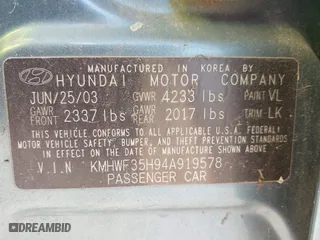 MANUFACTURED IN KOREA BY
HYUNDAI MOTOR COMPANY
JUN/25/03 GVWR 4233 lbs PAINT VL
GAWR FRONT 2337 lbs GAWR REAR 2017 lbs TRIM LK
THIS VEHICLE CONFORMS TO ALL APPLICABLE U.S.A. FEDERAL
MOTOR VEHICLE SAFETY, BUMPER, AND THEFT PREVENTION STANDARDS
IN EFFECT ON THE DATE OF MANUFACTURE SHOWN ABOVE.
V.I.N KMHWF35H94A919578
PASSENGER CAR
DCARFAX